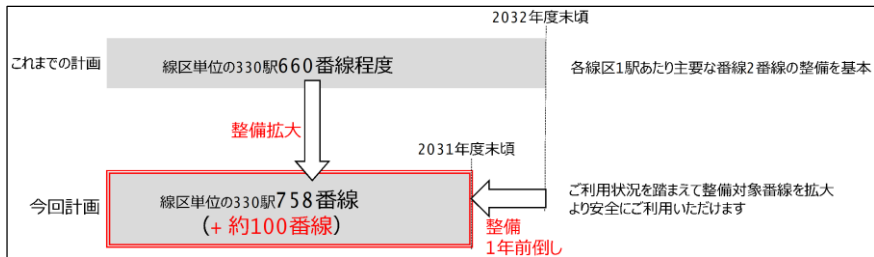 2032年度末頃
これまでの計画
線区単位の330駅660番線程度
各線区1駅あたり主要な番線2番線の整備を基本
整備拡大
2031年度末頃
今回計画
線区単位の330駅758番線
(+ 約100番線)
ご利用状況を踏まえて整備対象番線を拡大
より安全にご利用いただけます
整備
1年前倒し